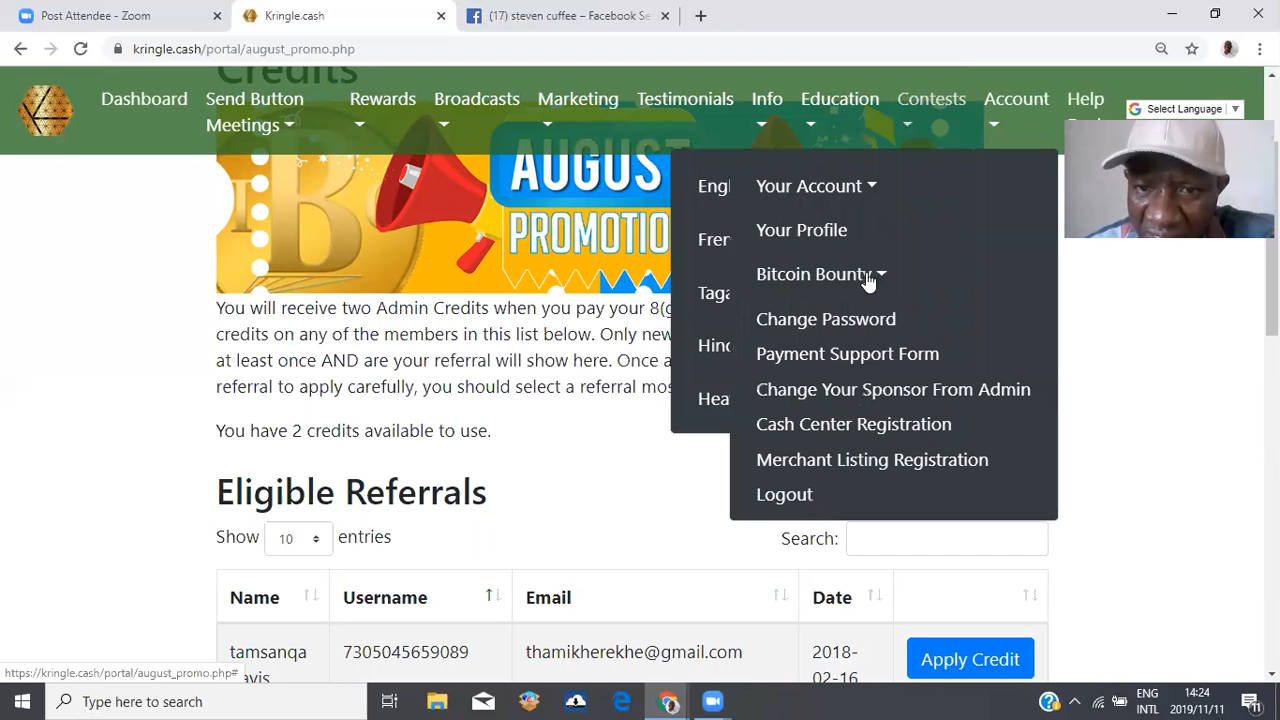 Post Attendee - Zoom
Kringle.cash
(17) steven cuffee – Facebook Se
kringle.cash/portal/august_promo.php
Credits
Dashboard
Send Button Meetings
Rewards
Broadcasts
Marketing
Testimonials
Info
Education
Contests
Account
Help
Select Language
AUGUST
PROMOTIO
Engl
Fren
Taga
Hind
Hea
Your Account
Your Profile
Bitcoin Bounty
Change Password
Payment Support Form
Change Your Sponsor From Admin
Cash Center Registration
Merchant Listing Registration
Logout
You will receive two Admin Credits when you pay your 8(g
credits on any of the members in this list below. Only new
at least once AND are your referral will show here. Once a
referral to apply carefully, you should select a referral mos
You have 2 credits available to use.
Eligible Referrals
Show 10 entries
Search:
Name Username Email Date
tamsanqa 7305045659089 thamikherekhe@gmail.com 2018-
02-16
Apply Credit
https://kringle.cash/portal/august_promo.php#
Type here to search
ENG
INTL
14:24
2019/11/11
11